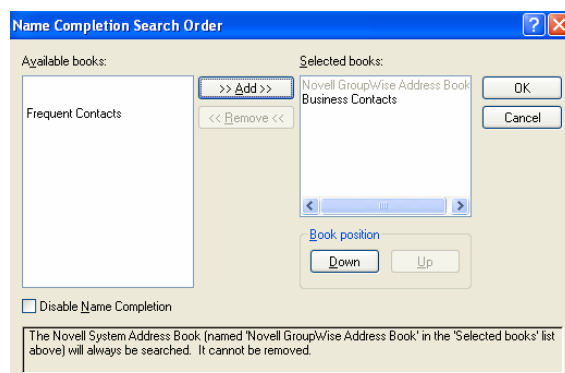 Name Completion Search Order
Available books:
Selected books:
>> Add >>
Novell GroupWise Address Book
OK
Business Contacts
Frequent Contacts
<< Remove <<
Cancel
Book position
Down
Up
Disable Name Completion
The Novell System Address Book (named 'Novell GroupWise Address Book' in the 'Selected books' list
above) will always be searched. It cannot be removed.